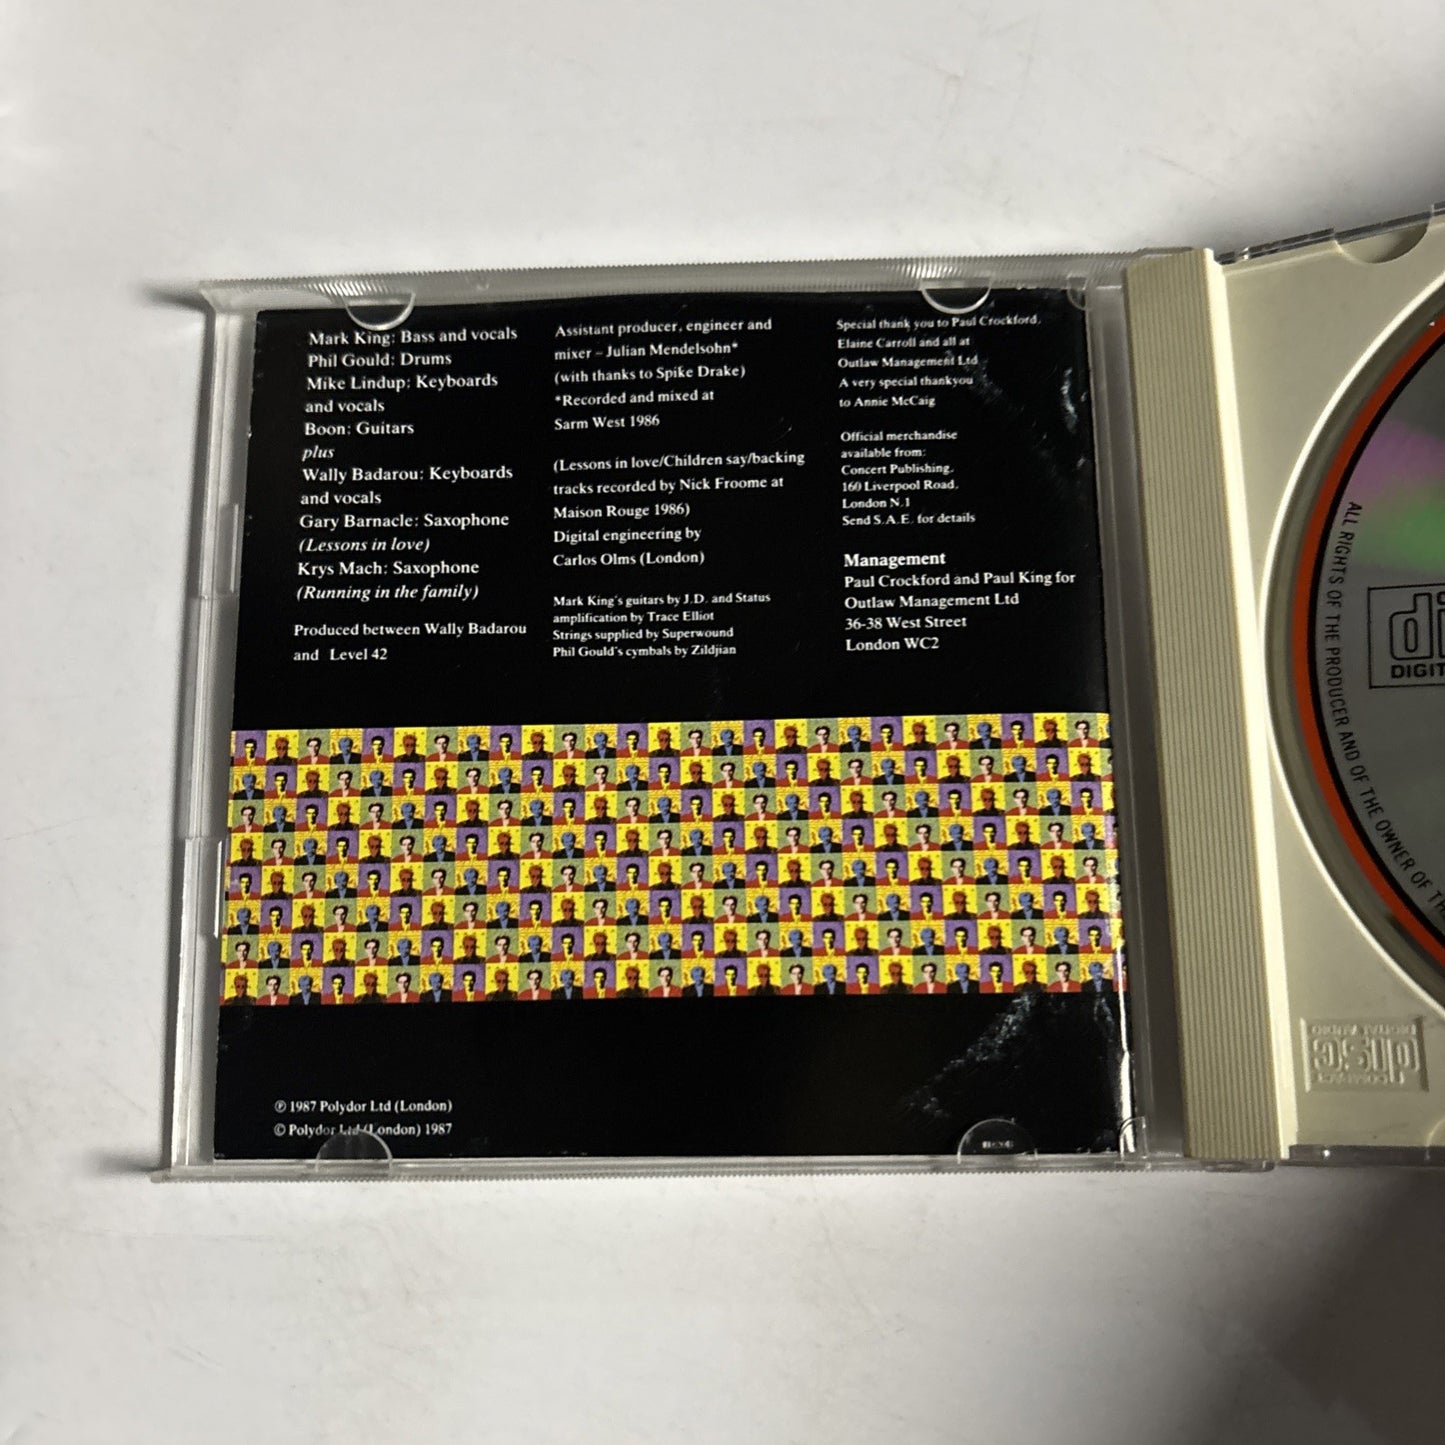 Mark King: Bass and vocals
Phil Gould: Drums
Mike Lindup: Keyboards
and vocals
Boon: Guitars
plus
Wally Badarou: Keyboards
and vocals
Gary Barnacle: Saxophone
(Lessons in love)
Krys Mach: Saxophone
(Running in the family)
Produced between Wally Badarou
and Level 42
Assistant producer, engineer and
mixer – Julian Mendelsohn*
(with thanks to Spike Drake)
*Recorded and mixed at
Sarm West 1986
(Lessons in love/Children say/backing
tracks recorded by Nick Froome at
Maison Rouge 1986)
Digital engineering by
Carlos Olms (London)
Mark King's guitars by J.D. and Status
amplification by Trace Elliot
Strings supplied by Superwound
Phil Gould's cymbals by Zildjian
Special thank you to Paul Crockford,
Elaine Carroll and all at
Outlaw Management Ltd
A very special thankyou
to Annie McCaig
Official merchandise
available from:
Concert Publishing,
160 Liverpool Road,
London N.1
Send S.A.E. for details
Management
Paul Crockford and Paul King for
Outlaw Management Ltd
36-38 West Street
London WC2
℗ 1987 Polydor Ltd (London)
© Polydor Ltd (London) 1987
ALL RIGHTS OF THE PRODUCER AND OF THE OWNER OF
DIGIT
COMPACT
disc
DIGITAL AUDIO